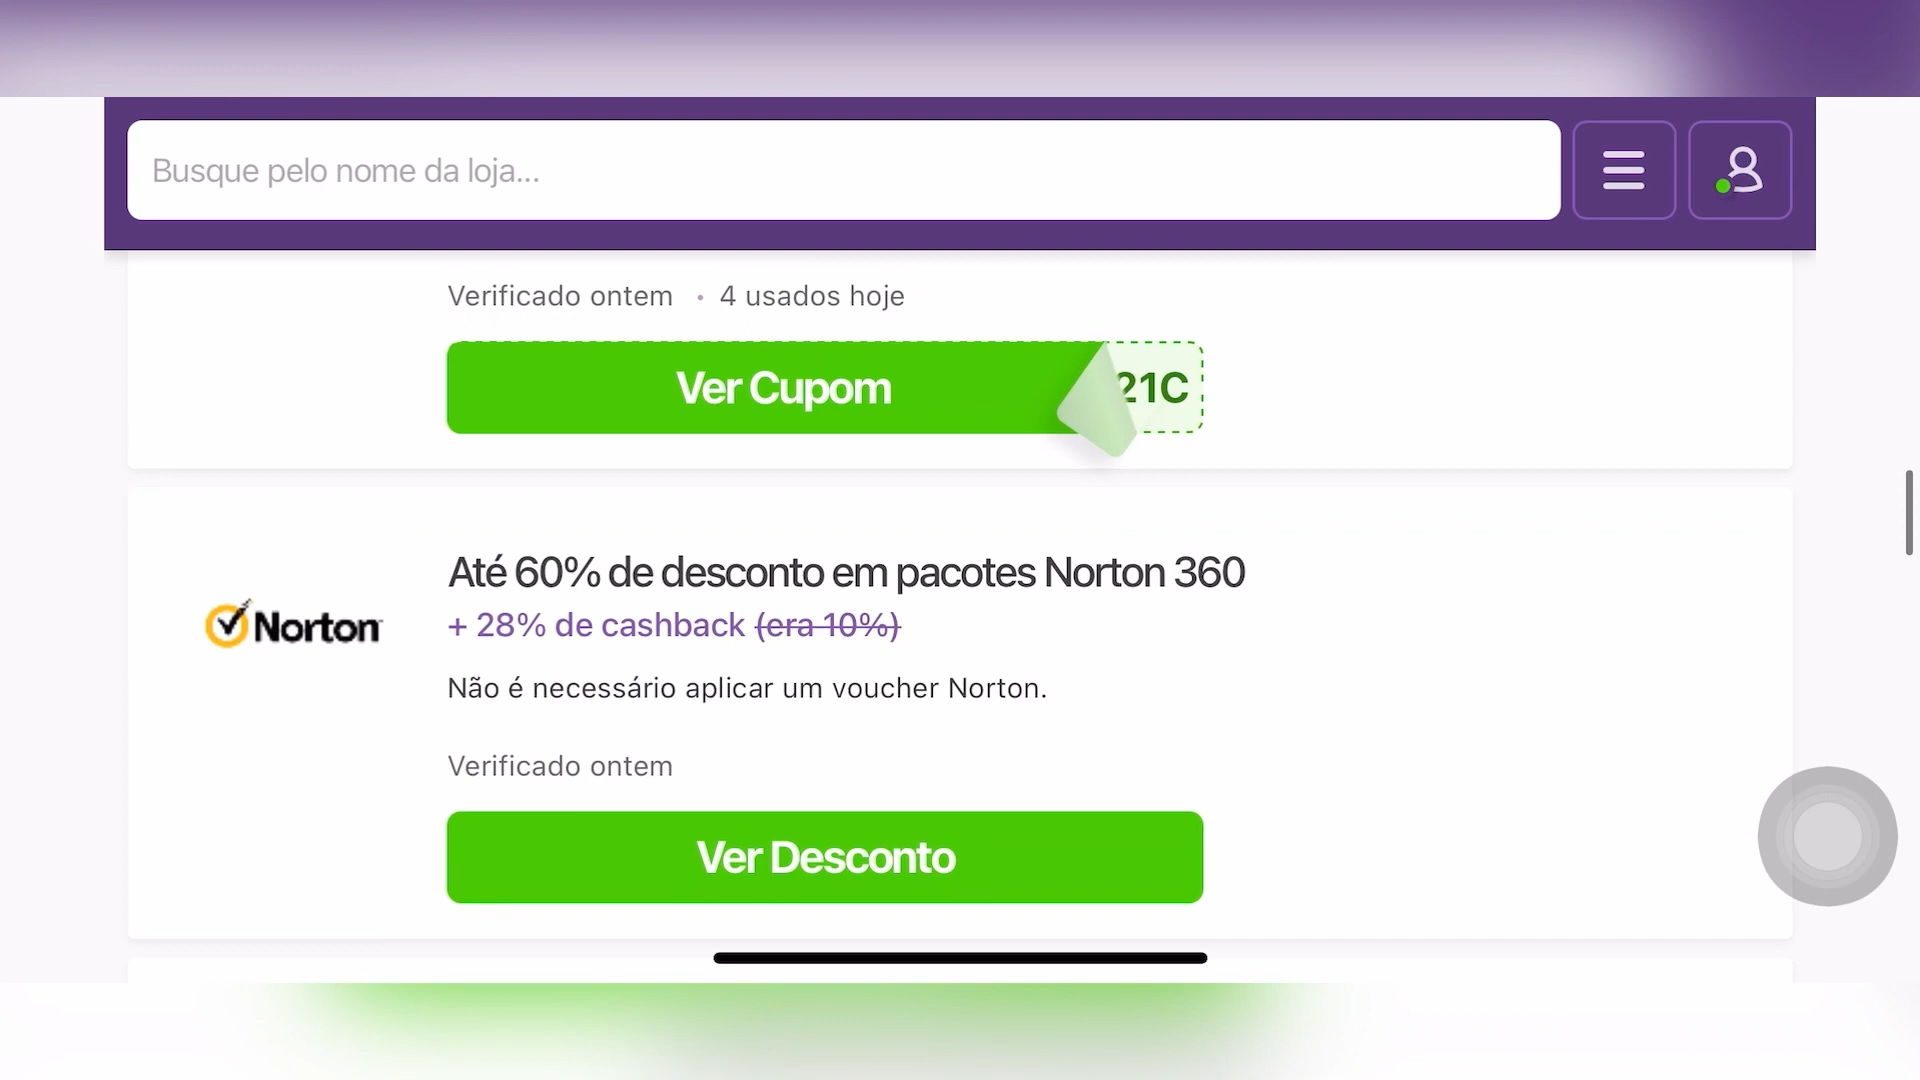 Busque pelo nome da loja...
Verificado ontem • 4 usados hoje
Ver Cupom
21C
Até 60% de desconto em pacotes Norton 360
Norton
+ 28% de cashback (era 10%)
Não é necessário aplicar um voucher Norton.
Verificado ontem
Ver Desconto